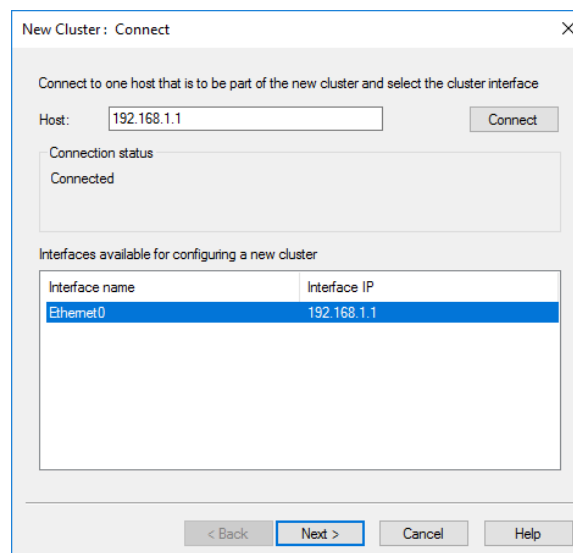 New Cluster : Connect
Connect to one host that is to be part of the new cluster and select the cluster interface
Host: 192.168.1.1 Connect
Connection status
Connected
Interfaces available for configuring a new cluster
Interface name Interface IP
Ethernet0 192.168.1.1
< Back Next > Cancel Help